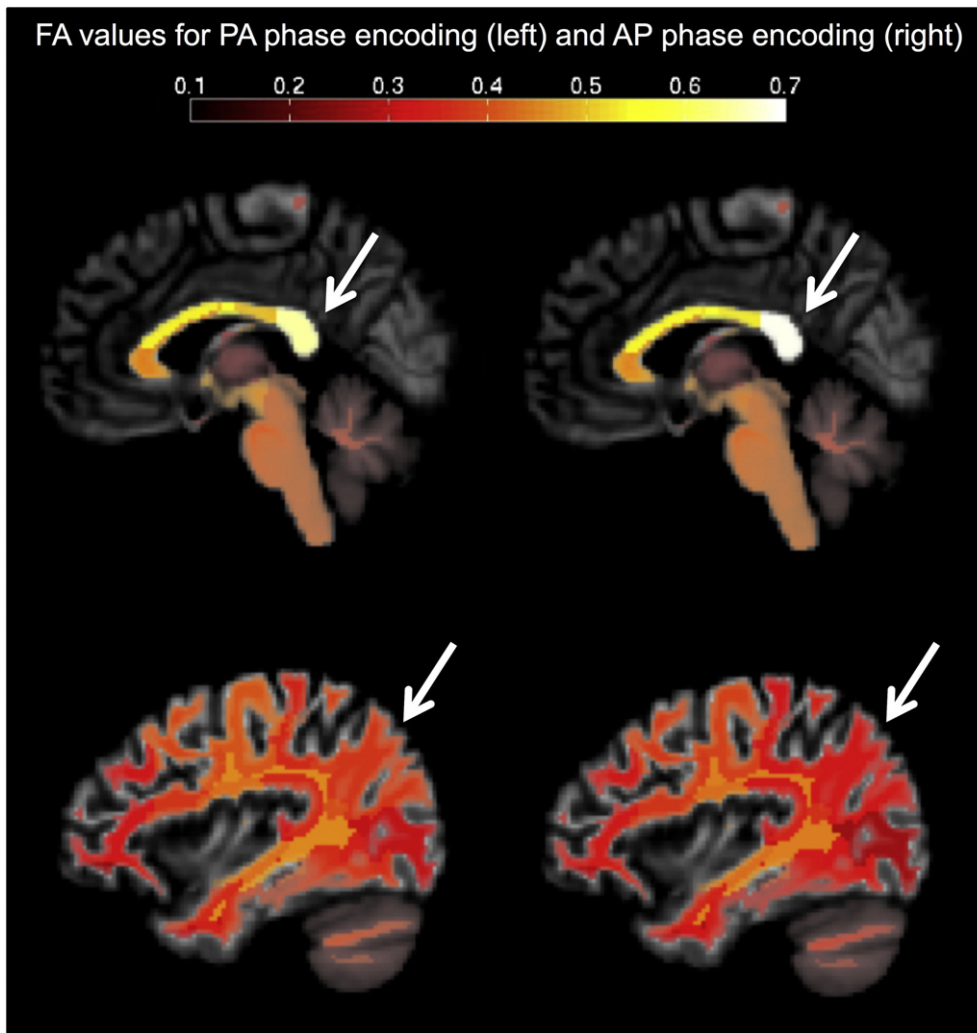 FA values for PA phase encoding (left) and AP phase encoding (right)
0.1 0.2 0.3 0.4 0.5 0.6 0.7